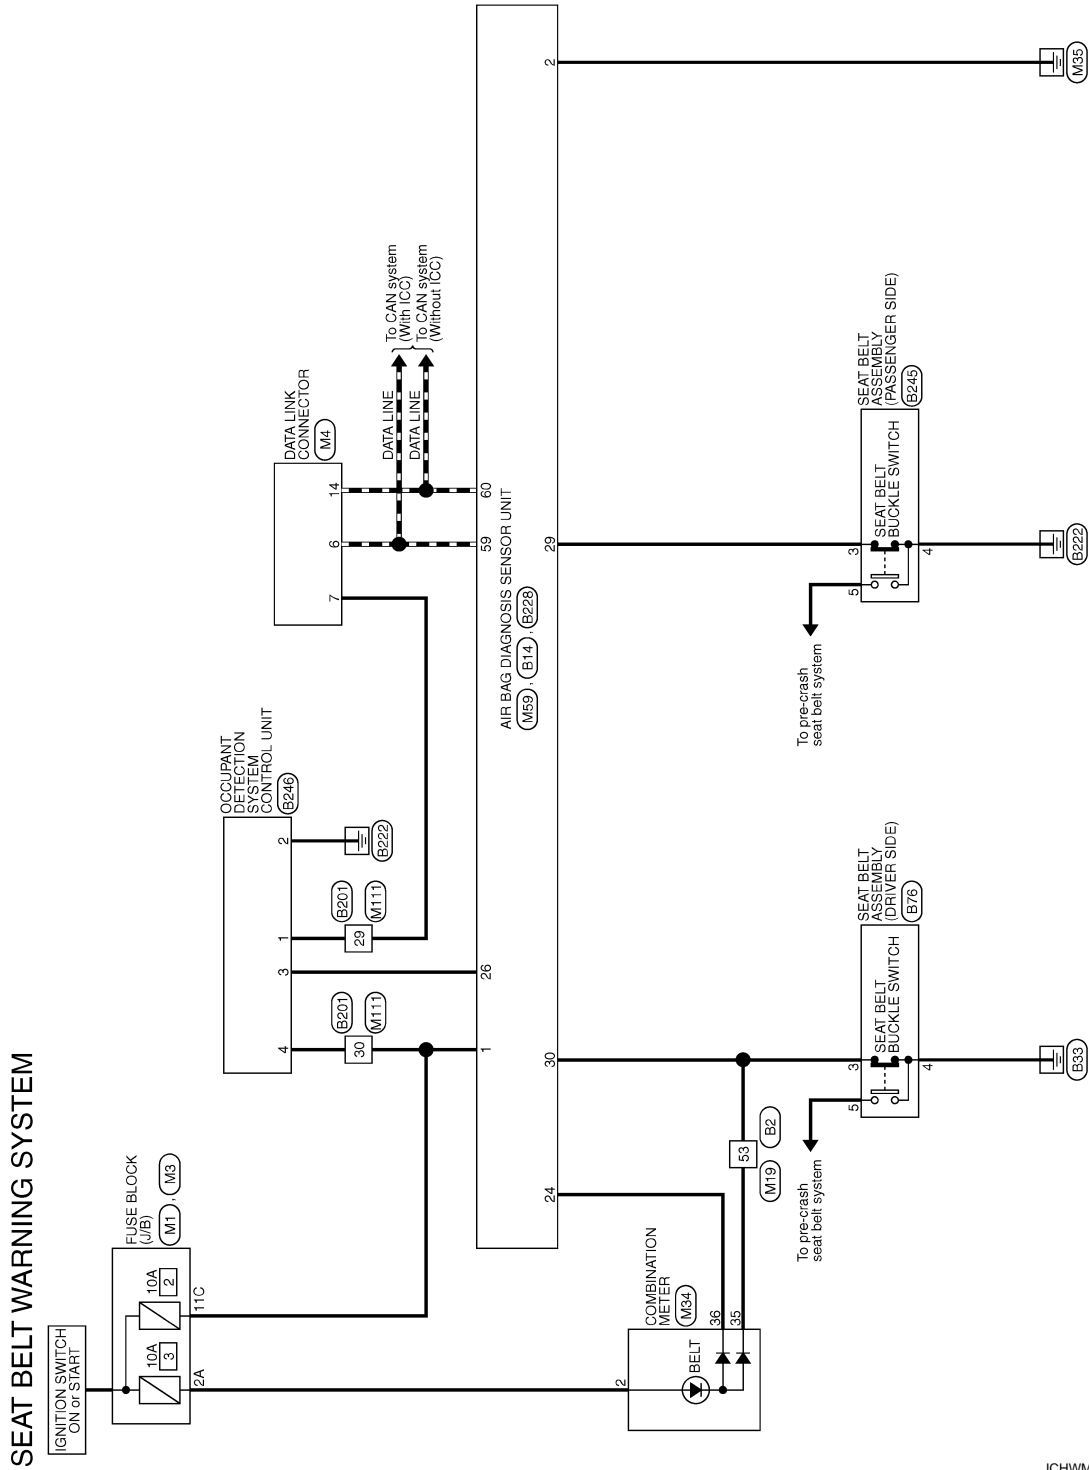 SEAT BELT WARNING SYSTEM
IGNITION SWITCH
ON or START
FUSE BLOCK
(J/B)
M1 , M3
10A
3
10A
2
2A
11C
OCCUPANT
DETECTION
SYSTEM
CONTROL UNIT
B246
4
3
1
2
30
B201
M111
29
B201
M111
B222
DATA LINK
CONNECTOR
M4
7
6
14
DATA LINE
DATA LINE
To CAN system
(With ICC)
To CAN system
(Without ICC)
1
26
59
60
AIR BAG DIAGNOSIS SENSOR UNIT
M59 , B14 , B228
24
30
29
2
COMBINATION
METER
M34
2
BELT
36
35
53
M19
B2
To pre-crash
seat belt system
SEAT BELT
ASSEMBLY
(DRIVER SIDE)
B76
SEAT BELT
BUCKLE SWITCH
5
3
4
B33
To pre-crash
seat belt system
SEAT BELT
ASSEMBLY
(PASSENGER SIDE)
B245
SEAT BELT
BUCKLE SWITCH
5
3
4
B222
M35